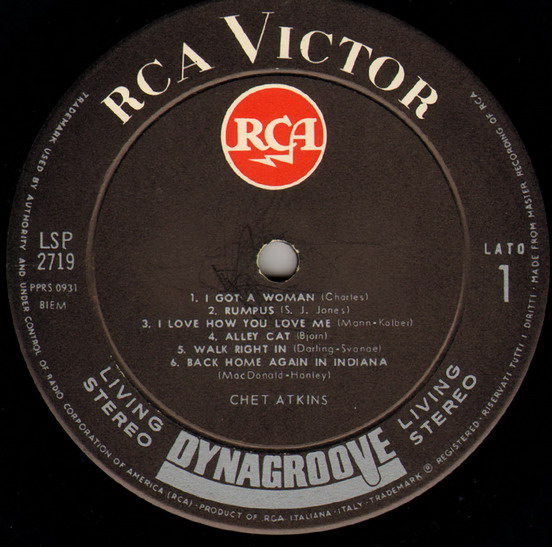 RCA VICTOR
RCA
TRADEMARK USED BY AUTHORITY AND UNDER CONTROL OF RADIO CORPORATION OF AMERICA (RCA) · PRODUCT OF RCA ITALIANA · ITALY · TRADEMARK ® REGISTERED · RISERVATI TUTTI I DIRITTI · MADE FROM MASTER RECORDING OF RCA
LSP
2719
PPRS 0931
BIEM
LATO
1
1. I GOT A WOMAN (Charles)
2. RUMPUS (S. J. Jones)
3. I LOVE HOW YOU LOVE ME (Mann-Kolber)
4. ALLEY CAT (Bjorn)
5. WALK RIGHT IN (Darling-Svonoe)
6. BACK HOME AGAIN IN INDIANA
(MacDonald-Hanley)
CHET ATKINS
LIVING
STEREO
DYNAGROOVE
LIVING
STEREO